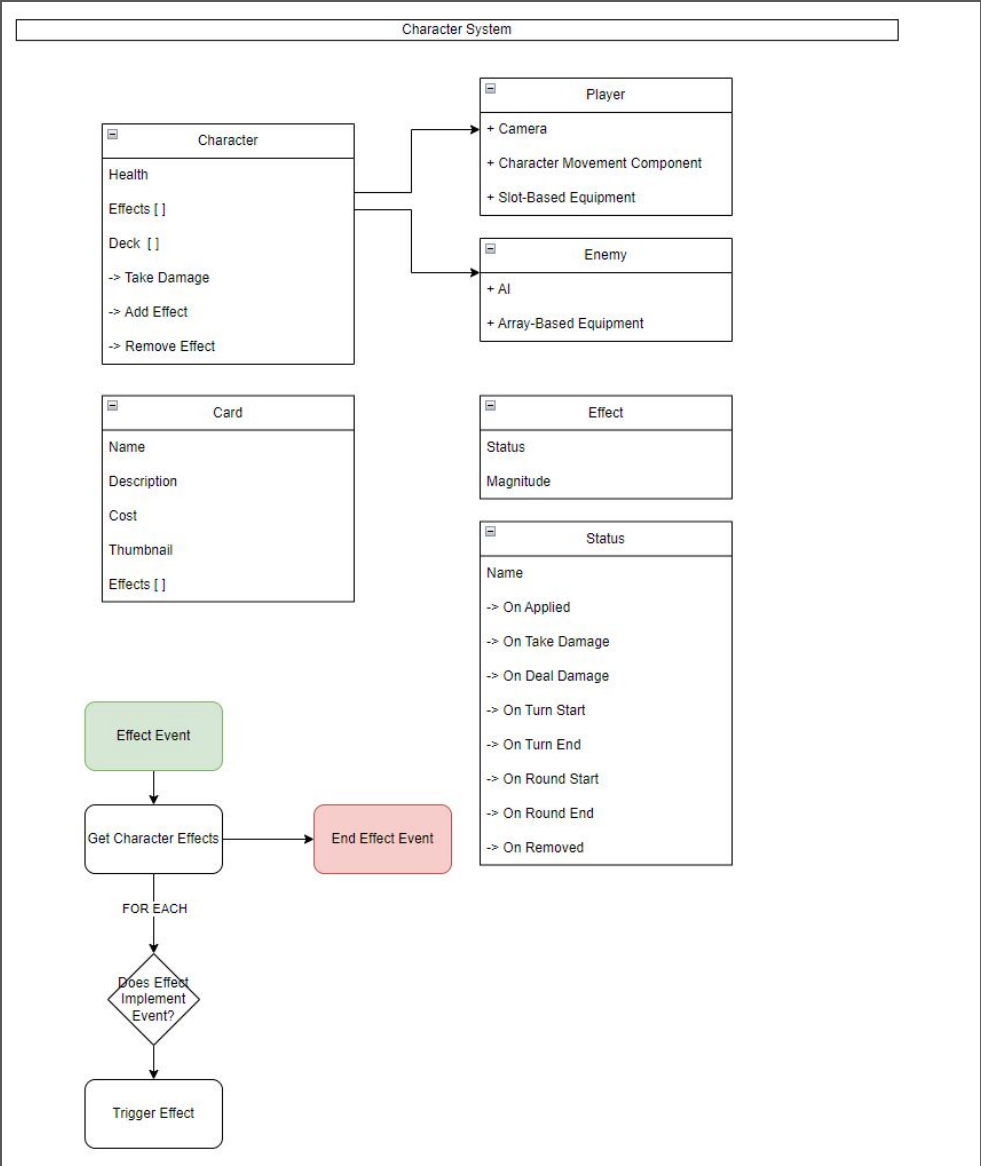 Character System
Player
+ Camera
+ Character Movement Component
+ Slot-Based Equipment
Character
Health
Effects [ ]
Deck  [ ]
-> Take Damage
-> Add Effect
-> Remove Effect
Enemy
+ AI
+ Array-Based Equipment
Card
Name
Description
Cost
Thumbnail
Effects [ ]
Effect
Status
Magnitude
Status
Name
-> On Applied
-> On Take Damage
-> On Deal Damage
-> On Turn Start
-> On Turn End
-> On Round Start
-> On Round End
-> On Removed
Effect Event
Get Character Effects
End Effect Event
FOR EACH
Does Effect
Implement
Event?
Trigger Effect